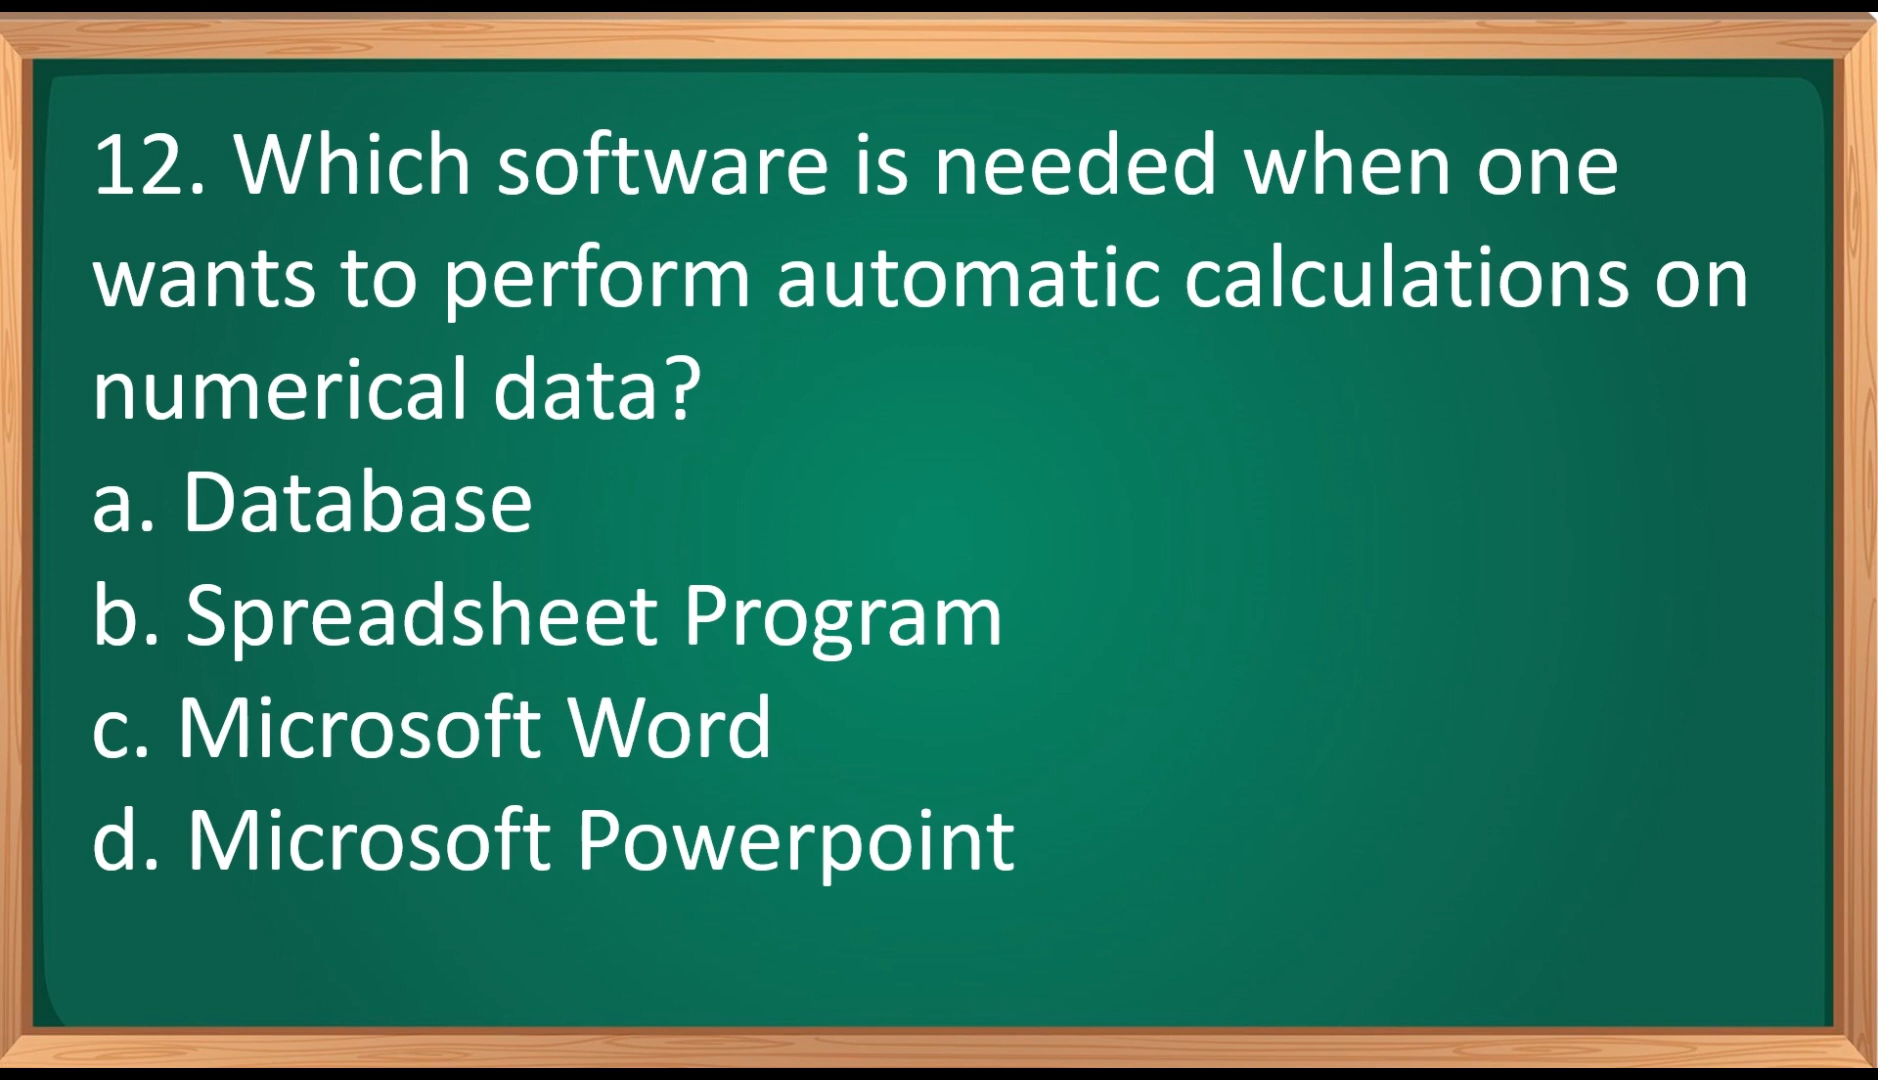 12. Which software is needed when one
wants to perform automatic calculations on
numerical data?
a. Database
b. Spreadsheet Program
c. Microsoft Word
d. Microsoft Powerpoint